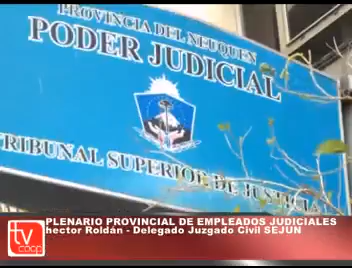 PROVINCIA DEL NEUQUEN
PODER JUDICIAL
TRIBUNAL SUPERIOR DE JUSTICIA
PLENARIO PROVINCIAL DE EMPLEADOS JUDICIALES
hector Roldán - Delegado Juzgado Civil SEJUN
tv
coop